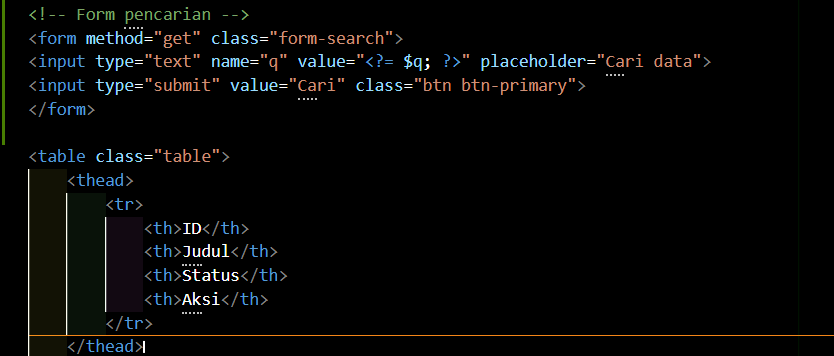 <!-- Form pencarian -->
<form method="get" class="form-search">
<input type="text" name="q" value="<?= $q; ?>" placeholder="Cari data">
<input type="submit" value="Cari" class="btn btn-primary">
</form>

<table class="table">
    <thead>
        <tr>
            <th>ID</th>
            <th>Judul</th>
            <th>Status</th>
            <th>Aksi</th>
        </tr>
    </thead>